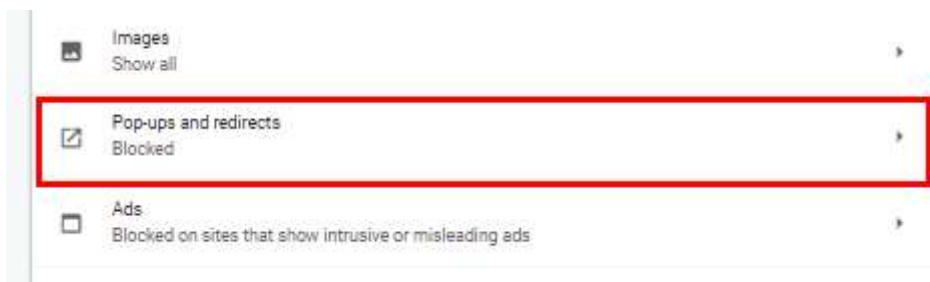 Images
Show all
Pop-ups and redirects
Blocked
Ads
Blocked on sites that show intrusive or misleading ads